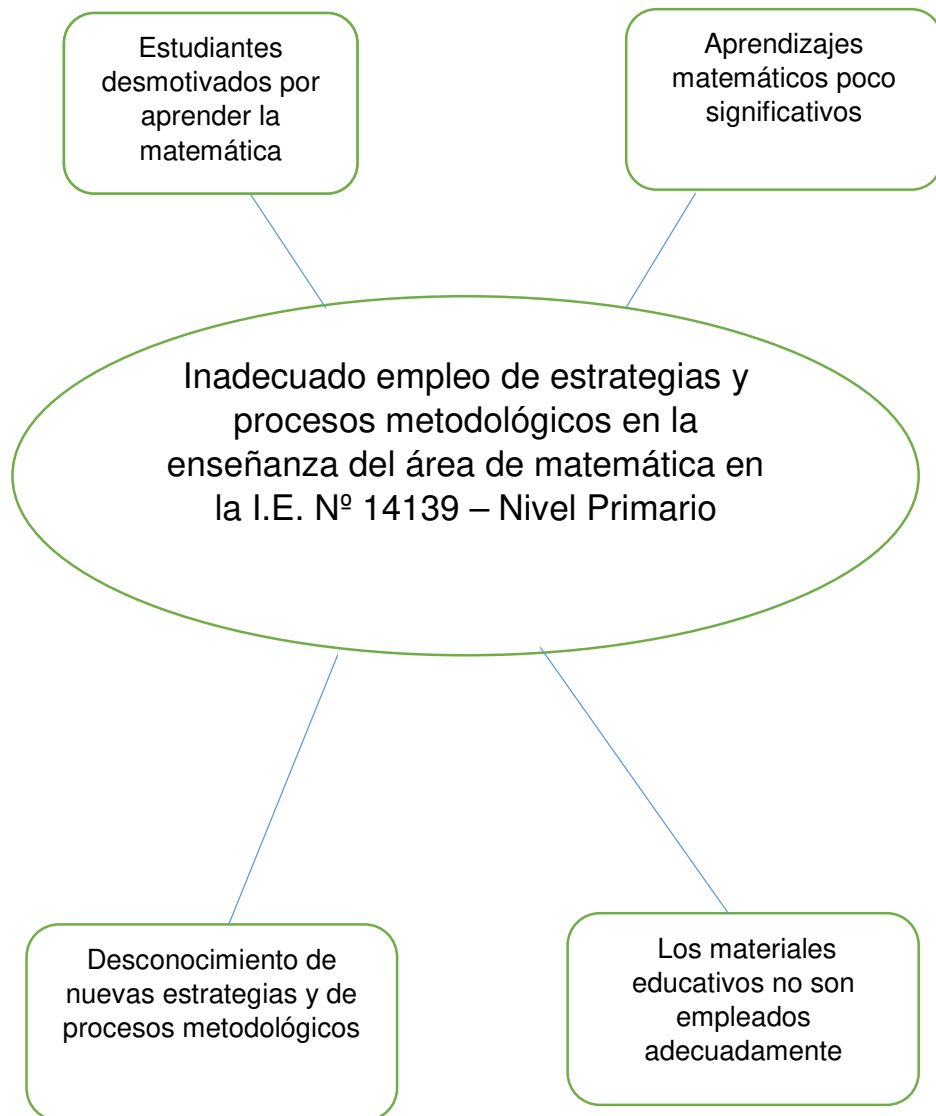 Estudiantes
desmotivados por
aprender la
matemática
Aprendizajes
matemáticos poco
significativos
Inadecuado empleo de estrategias y
procesos metodológicos en la
enseñanza del área de matemática en
la I.E. Nº 14139 – Nivel Primario
Desconocimiento de
nuevas estrategias y de
procesos metodológicos
Los materiales
educativos no son
empleados
adecuadamente